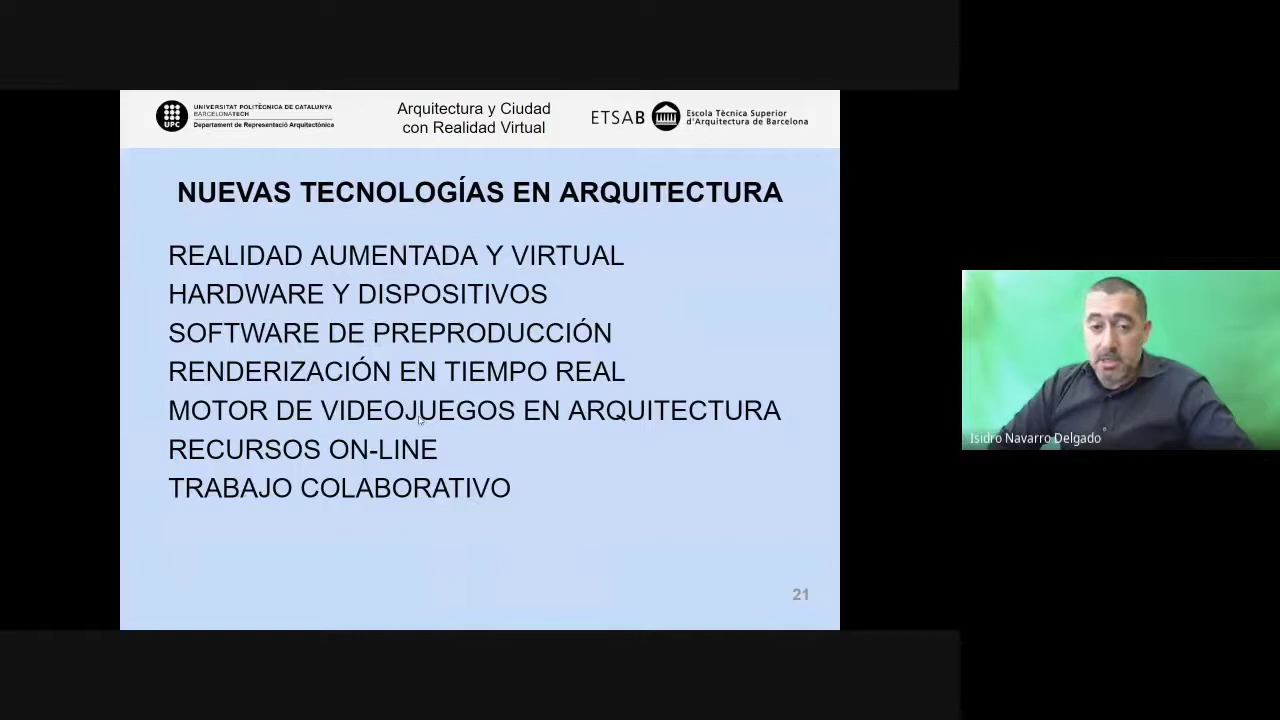 UPC
UNIVERSITAT POLITÈCNICA DE CATALUNYA
BARCELONATECH
Departament de Representació Arquitectònica
Arquitectura y Ciudad
con Realidad Virtual
ETSAB
Escola Tècnica Superior
d'Arquitectura de Barcelona
NUEVAS TECNOLOGÍAS EN ARQUITECTURA
REALIDAD AUMENTADA Y VIRTUAL
HARDWARE Y DISPOSITIVOS
SOFTWARE DE PREPRODUCCIÓN
RENDERIZACIÓN EN TIEMPO REAL
MOTOR DE VIDEOJUEGOS EN ARQUITECTURA
RECURSOS ON-LINE
TRABAJO COLABORATIVO
21
Isidro Navarro Delgado